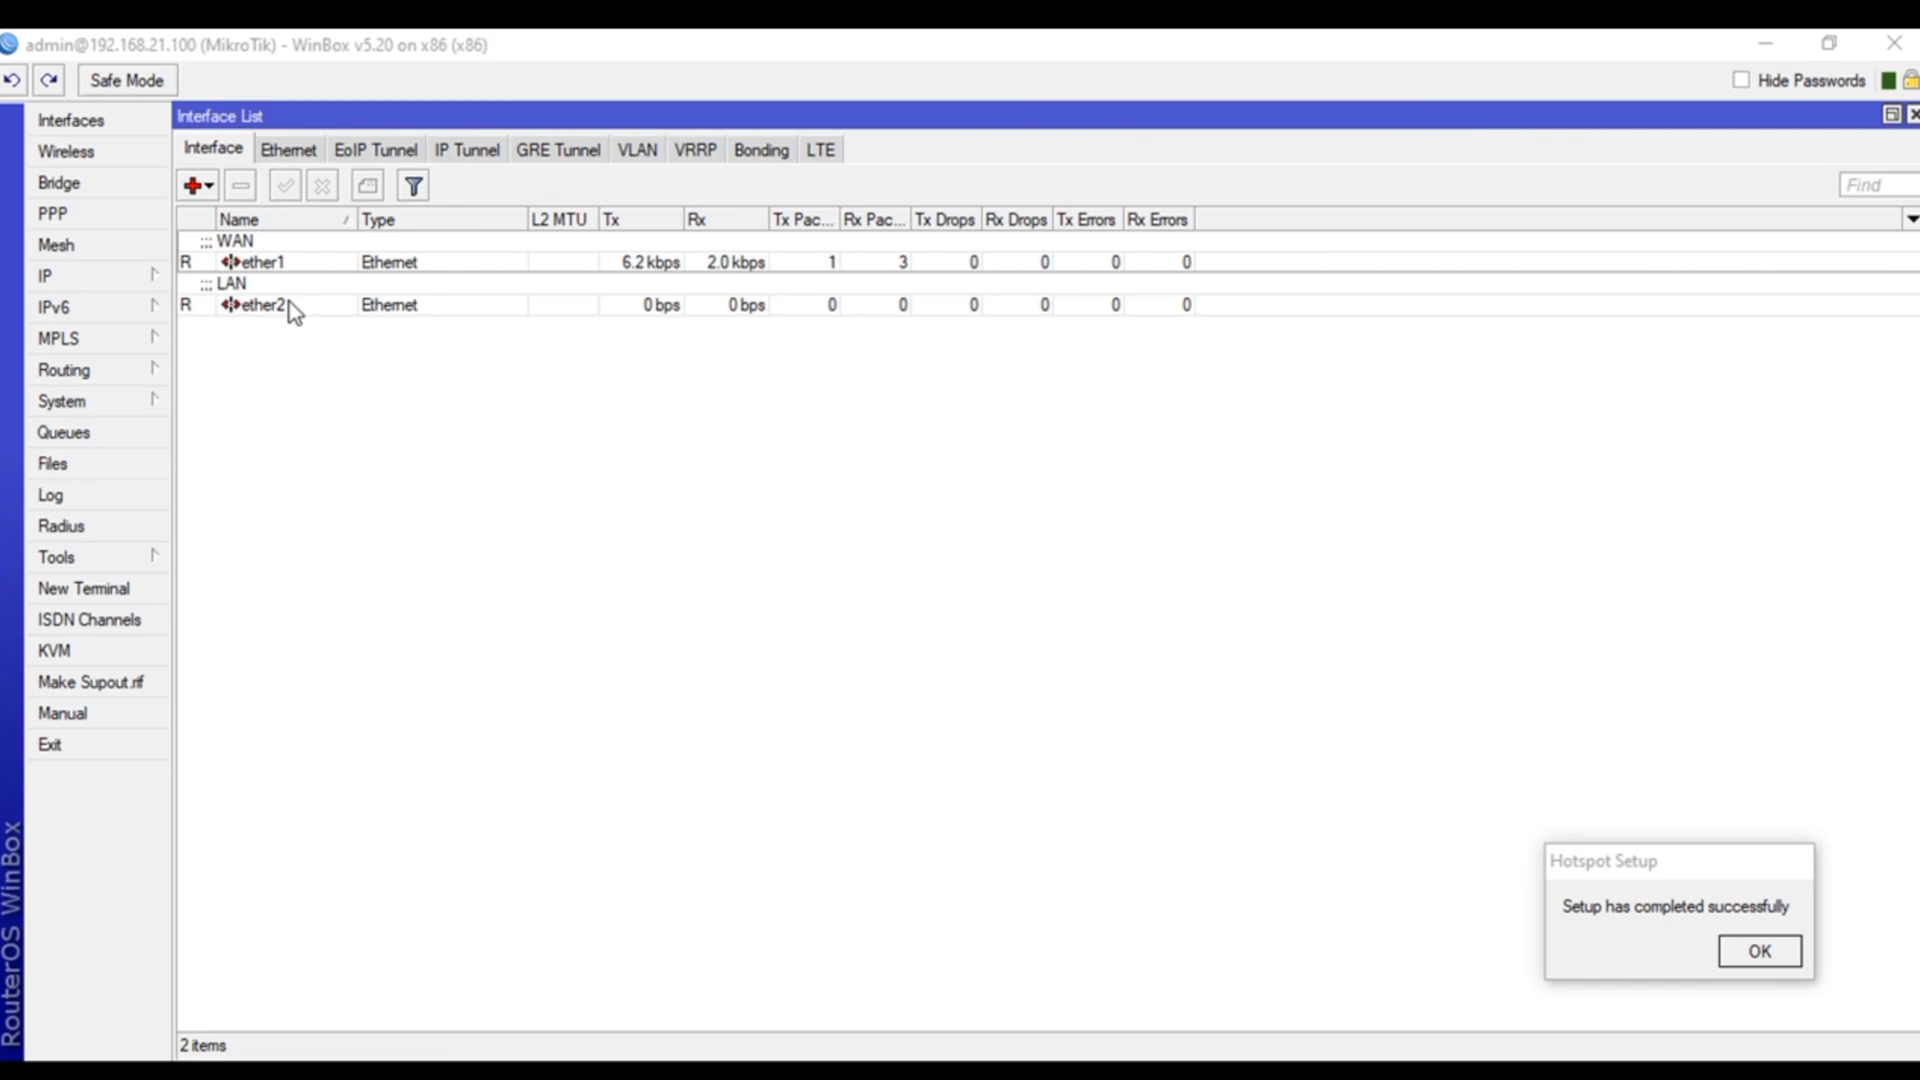 admin@192.168.21.100 (MikroTik) - WinBox v5.20 on x86 (x86)
Safe Mode
Hide Passwords
Interfaces
Wireless
Bridge
PPP
Mesh
IP
IPv6
MPLS
Routing
System
Queues
Files
Log
Radius
Tools
New Terminal
ISDN Channels
KVM
Make Supout.rif
Manual
Exit
RouterOS WinBox
Interface List
Interface Ethernet EoIP Tunnel IP Tunnel GRE Tunnel VLAN VRRP Bonding LTE
Find
Name / Type L2 MTU Tx Rx Tx Pac... Rx Pac... Tx Drops Rx Drops Tx Errors Rx Errors
::: WAN
R ether1 Ethernet 6.2 kbps 2.0 kbps 1 3 0 0 0 0
::: LAN
R ether2 Ethernet 0 bps 0 bps 0 0 0 0 0 0
Hotspot Setup
Setup has completed successfully
OK
2 items